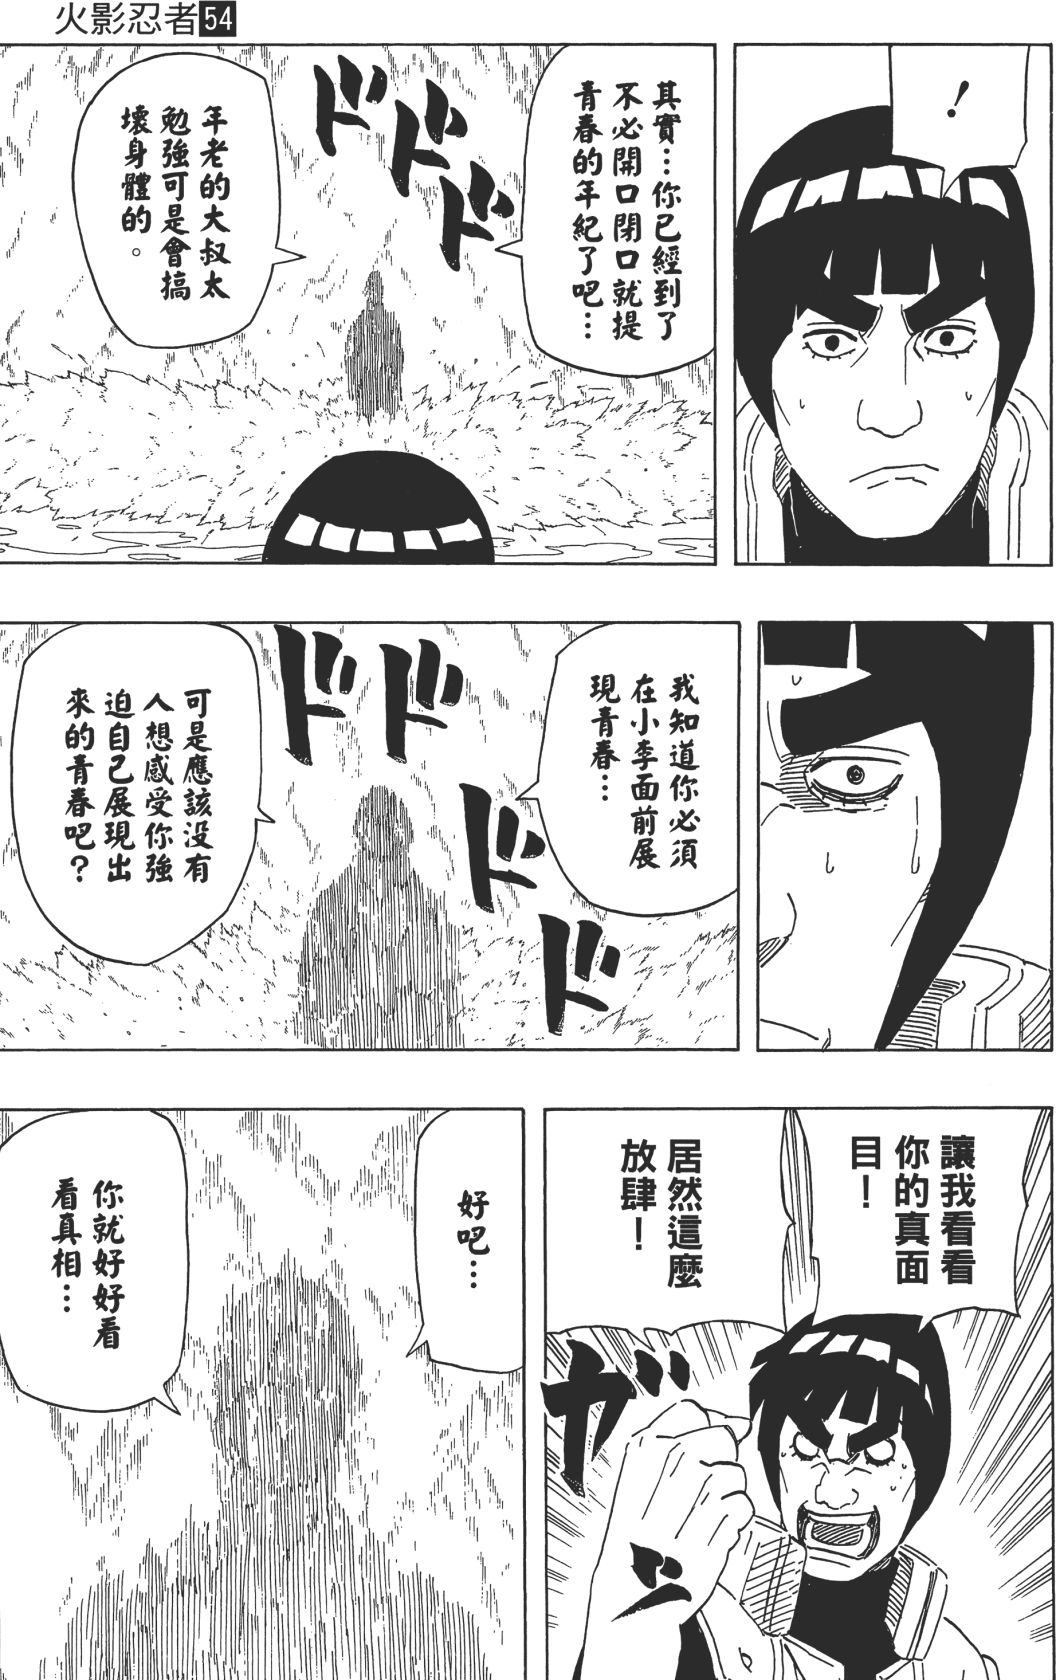 火影忍者54
！
其實…你已經到了
不必開口閉口就提
青春的年紀了吧…
ドドド
年老的大叔太
勉強可是會搞
壞身體的。
我知道你必須
在小李面前展
現青春…
ドドドド
可是應該没有
人想感受你強
迫自己展現出
來的青春吧？
讓我看看
你的真面
目！
居然這麼
放肆！
ガッ
好吧…
你就好好看
看真相…